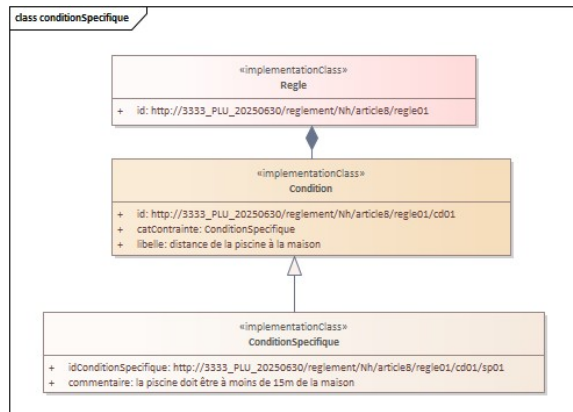 class conditionSpecifique
«implementationClass»
Regle
+ id: http://3333_PLU_20250630/reglement/Nh/article8/regle01
«implementationClass»
Condition
+ id: http://3333_PLU_20250630/reglement/Nh/article8/regle01/cd01
+ catContrainte: ConditionSpecifique
+ libelle: distance de la piscine à la maison
«implementationClass»
ConditionSpecifique
+ idConditionSpecifique: http://3333_PLU_20250630/reglement/Nh/article8/regle01/cd01/sp01
+ commentaire: la piscine doit être à moins de 15m de la maison